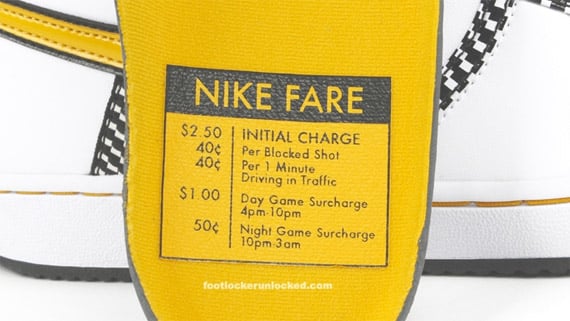 NIKE FARE
$2.50 INITIAL CHARGE
40¢ Per Blocked Shot
40¢ Per 1 Minute
Driving in Traffic
$1.00 Day Game Surcharge
4pm-10pm
50¢ Night Game Surcharge
10pm-3am
footlockerunlocked.com